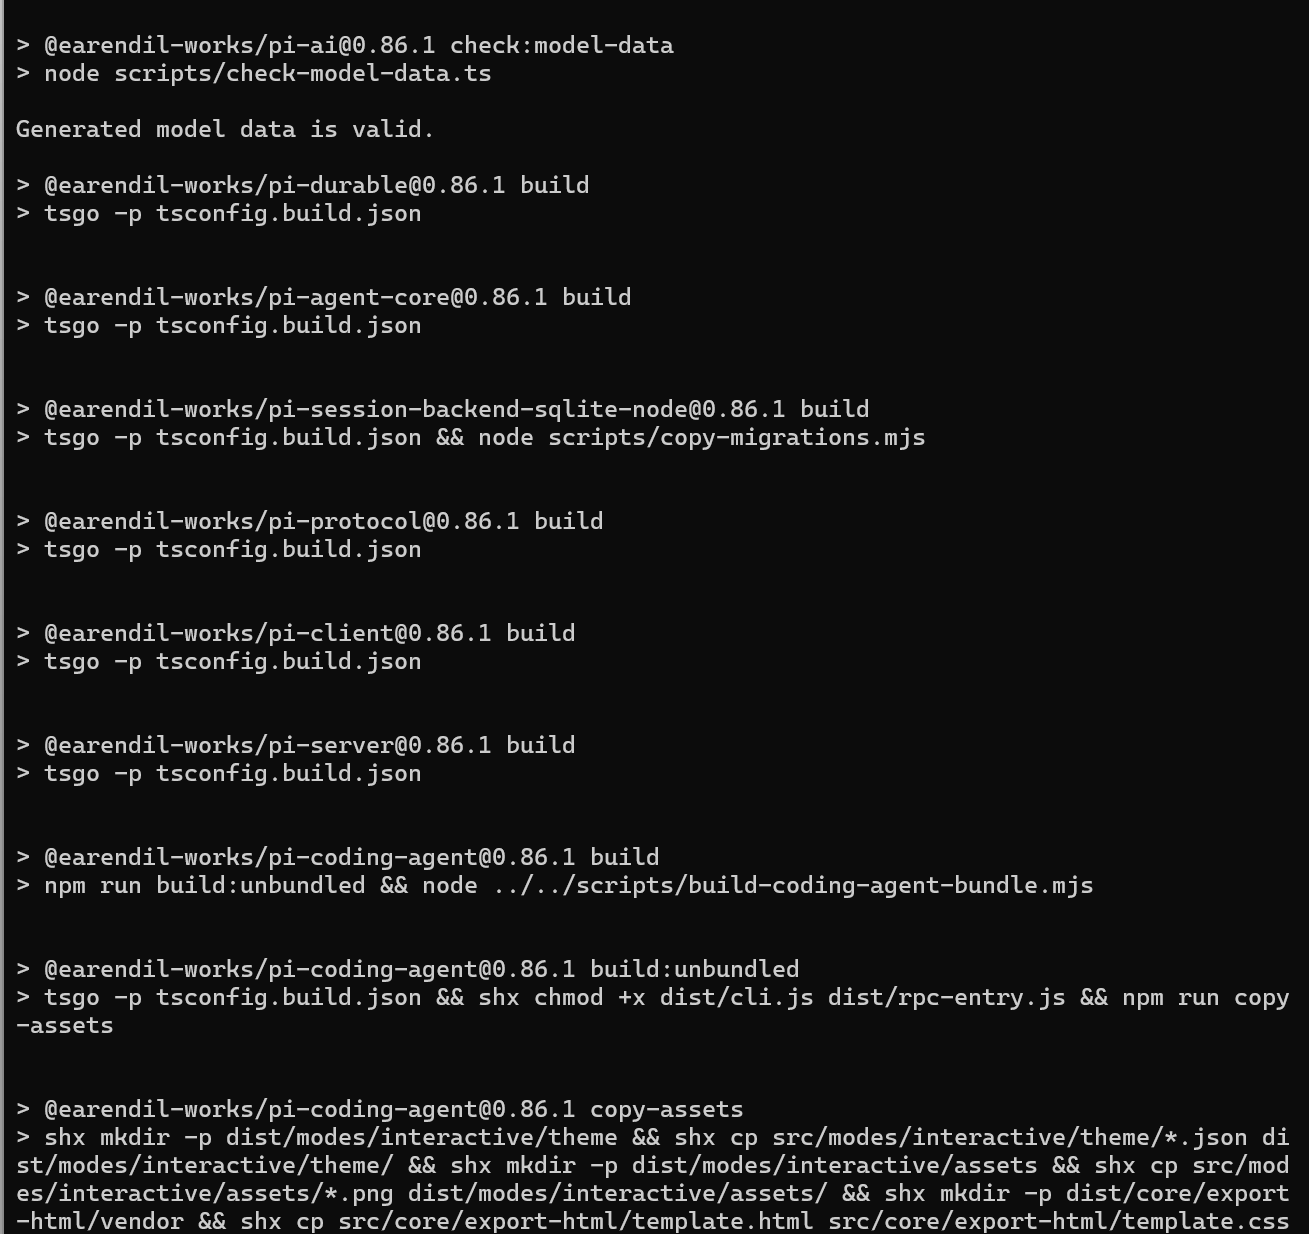 > @earendil-works/pi-ai@0.86.1 check:model-data
> node scripts/check-model-data.ts
Generated model data is valid.
> @earendil-works/pi-durable@0.86.1 build
> tsgo -p tsconfig.build.json
> @earendil-works/pi-agent-core@0.86.1 build
> tsgo -p tsconfig.build.json
> @earendil-works/pi-session-backend-sqlite-node@0.86.1 build
> tsgo -p tsconfig.build.json && node scripts/copy-migrations.mjs
> @earendil-works/pi-protocol@0.86.1 build
> tsgo -p tsconfig.build.json
> @earendil-works/pi-client@0.86.1 build
> tsgo -p tsconfig.build.json
> @earendil-works/pi-server@0.86.1 build
> tsgo -p tsconfig.build.json
> @earendil-works/pi-coding-agent@0.86.1 build
> npm run build:unbundled && node ../../scripts/build-coding-agent-bundle.mjs
> @earendil-works/pi-coding-agent@0.86.1 build:unbundled
> tsgo -p tsconfig.build.json && shx chmod +x dist/cli.js dist/rpc-entry.js && npm run copy
-assets
> @earendil-works/pi-coding-agent@0.86.1 copy-assets
> shx mkdir -p dist/modes/interactive/theme && shx cp src/modes/interactive/theme/*.json di
st/modes/interactive/theme/ && shx mkdir -p dist/modes/interactive/assets && shx cp src/mod
es/interactive/assets/*.png dist/modes/interactive/assets/ && shx mkdir -p dist/core/export
-html/vendor && shx cp src/core/export-html/template.html src/core/export-html/template.css